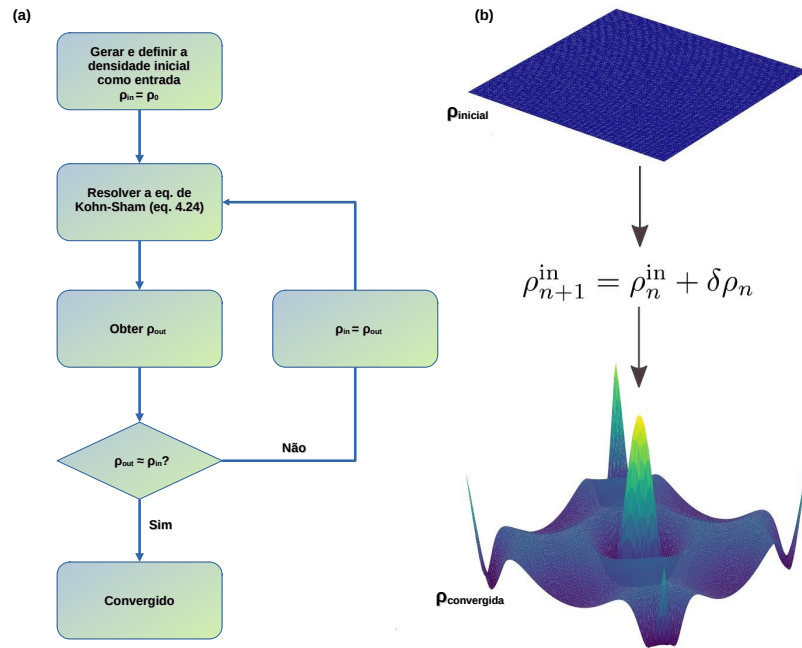 (a)
Gerar e definir a
densidade inicial
como entrada
ρin = ρ0
Resolver a eq. de
Kohn-Sham (eq. 4.24)
Obter ρout
ρin = ρout
ρout ≈ ρin?
Não
Sim
Convergido
(b)
ρinicial
ρ^in_{n+1} = ρ^in_n + δρ_n
ρconvergida